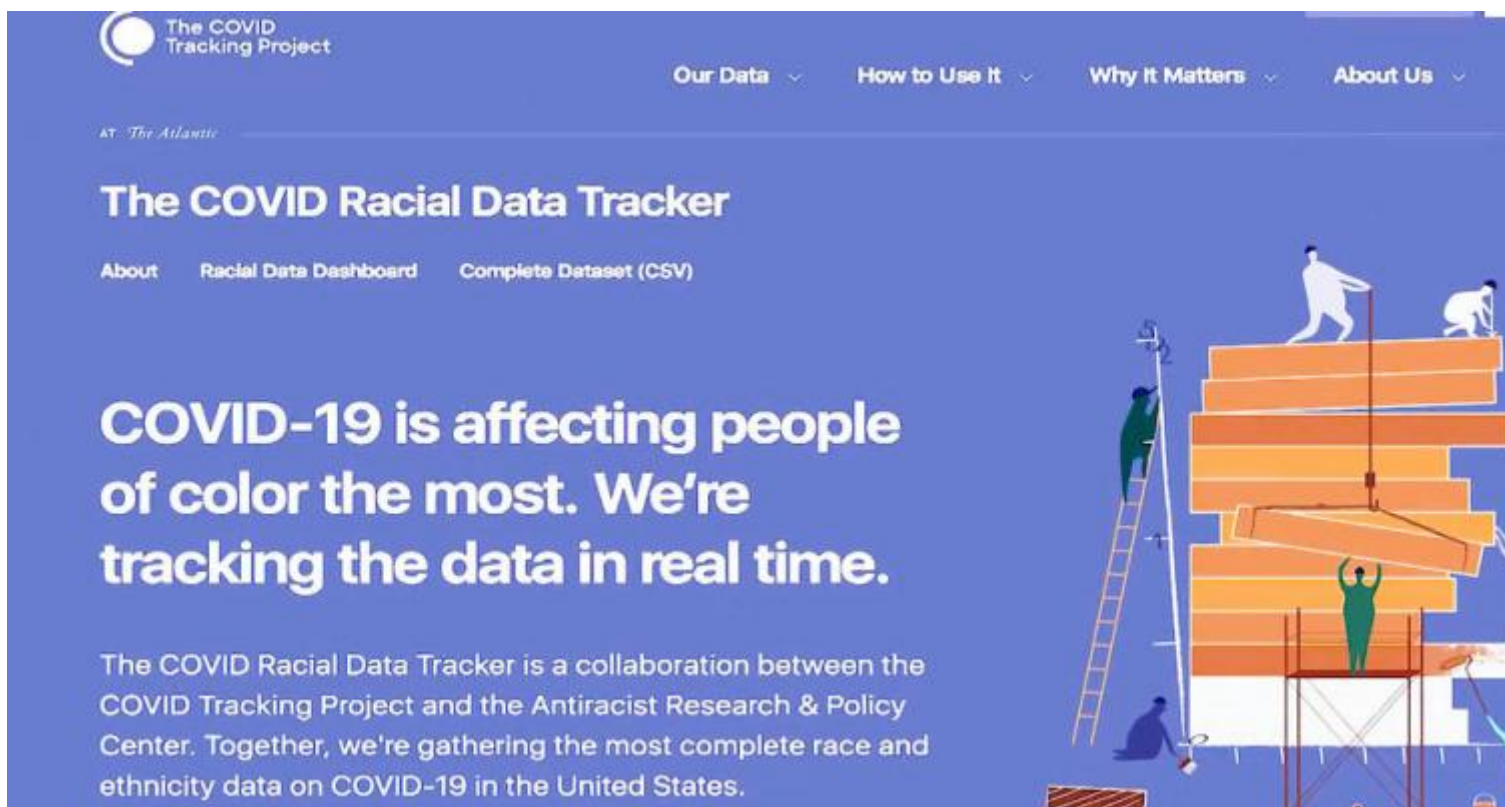 The COVID
Tracking Project
Our Data How to Use It Why It Matters About Us
AT The Atlantic
The COVID Racial Data Tracker
About Racial Data Dashboard Complete Dataset (CSV)
COVID-19 is affecting people
of color the most. We're
tracking the data in real time.
The COVID Racial Data Tracker is a collaboration between the
COVID Tracking Project and the Antiracist Research & Policy
Center. Together, we're gathering the most complete race and
ethnicity data on COVID-19 in the United States.